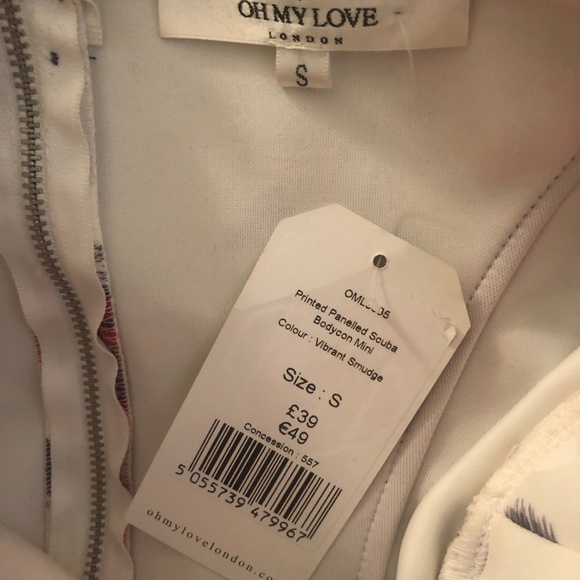 OH MY LOVE
LONDON
S
Printed Panelled Scuba
Bodycon Mini
Colour : Vibrant Smudge
Size : S
£39
€49
Concession : 557
5 055739 479967
ohmylovelondon.co